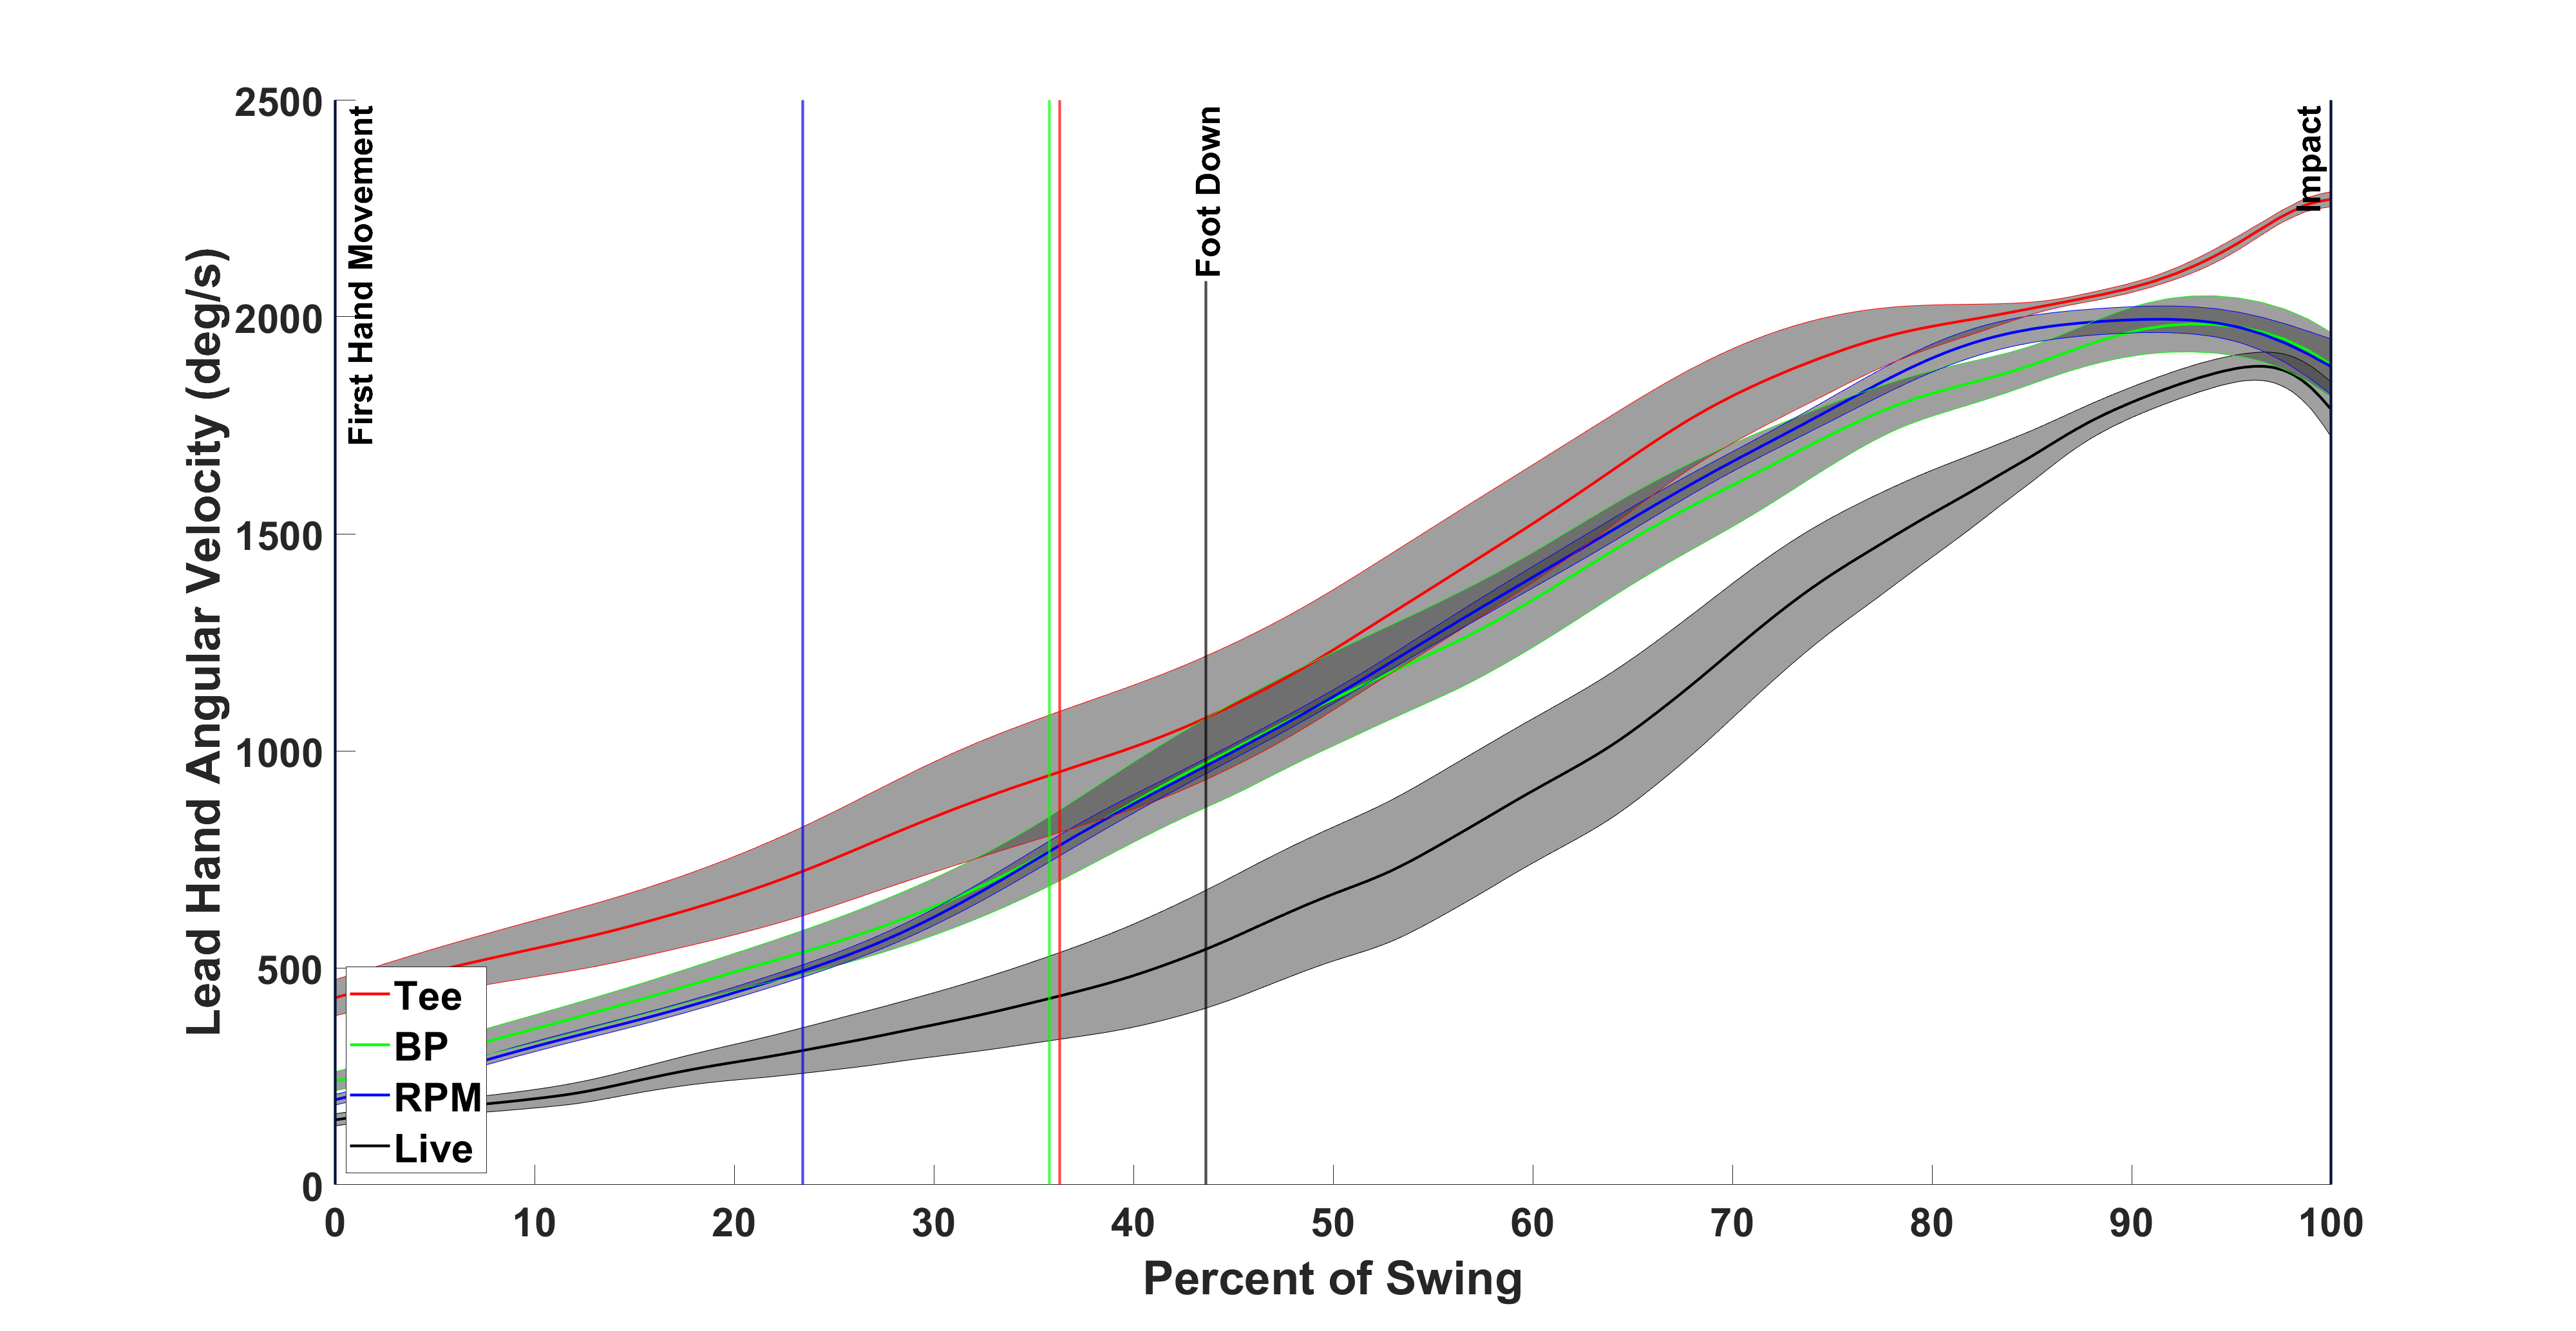 2500
2000
1500
1000
500
0
Lead Hand Angular Velocity (deg/s)
First Hand Movement
Foot Down
Impact
Tee
BP
RPM
Live
0 10 20 30 40 50 60 70 80 90 100
Percent of Swing